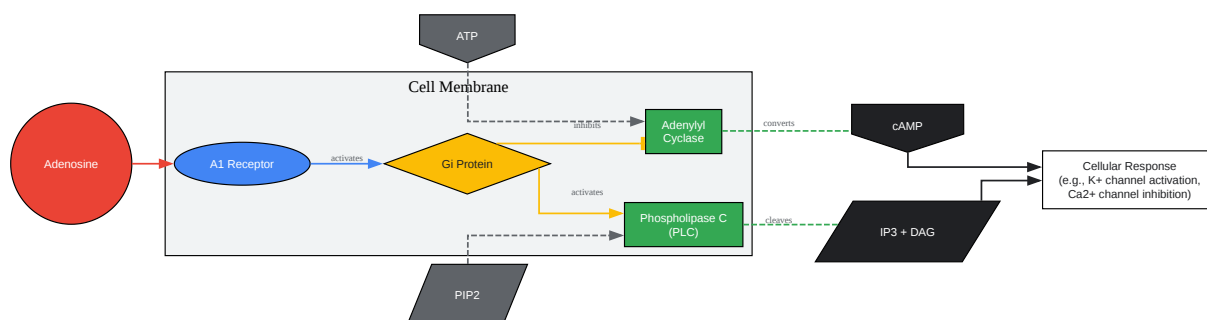 ATP
Cell Membrane
inhibits
Adenylyl
Cyclase
converts
cAMP
Adenosine
A1 Receptor
activates
Gi Protein
Cellular Response
(e.g., K+ channel activation,
Ca2+ channel inhibition)
activates
Phospholipase C
(PLC)
cleaves
IP3 + DAG
PIP2